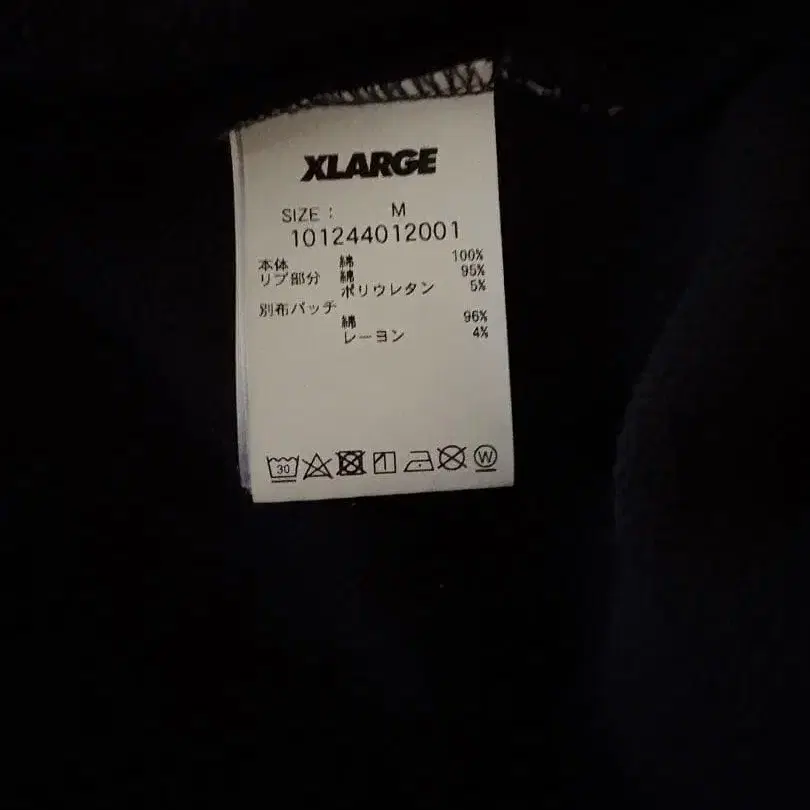 XLARGE
SIZE： M
101244012001
本体 綿 100%
リブ部分 綿 95%
ポリウレタン 5%
別布パッチ
綿 96%
レーヨン 4%
30 W